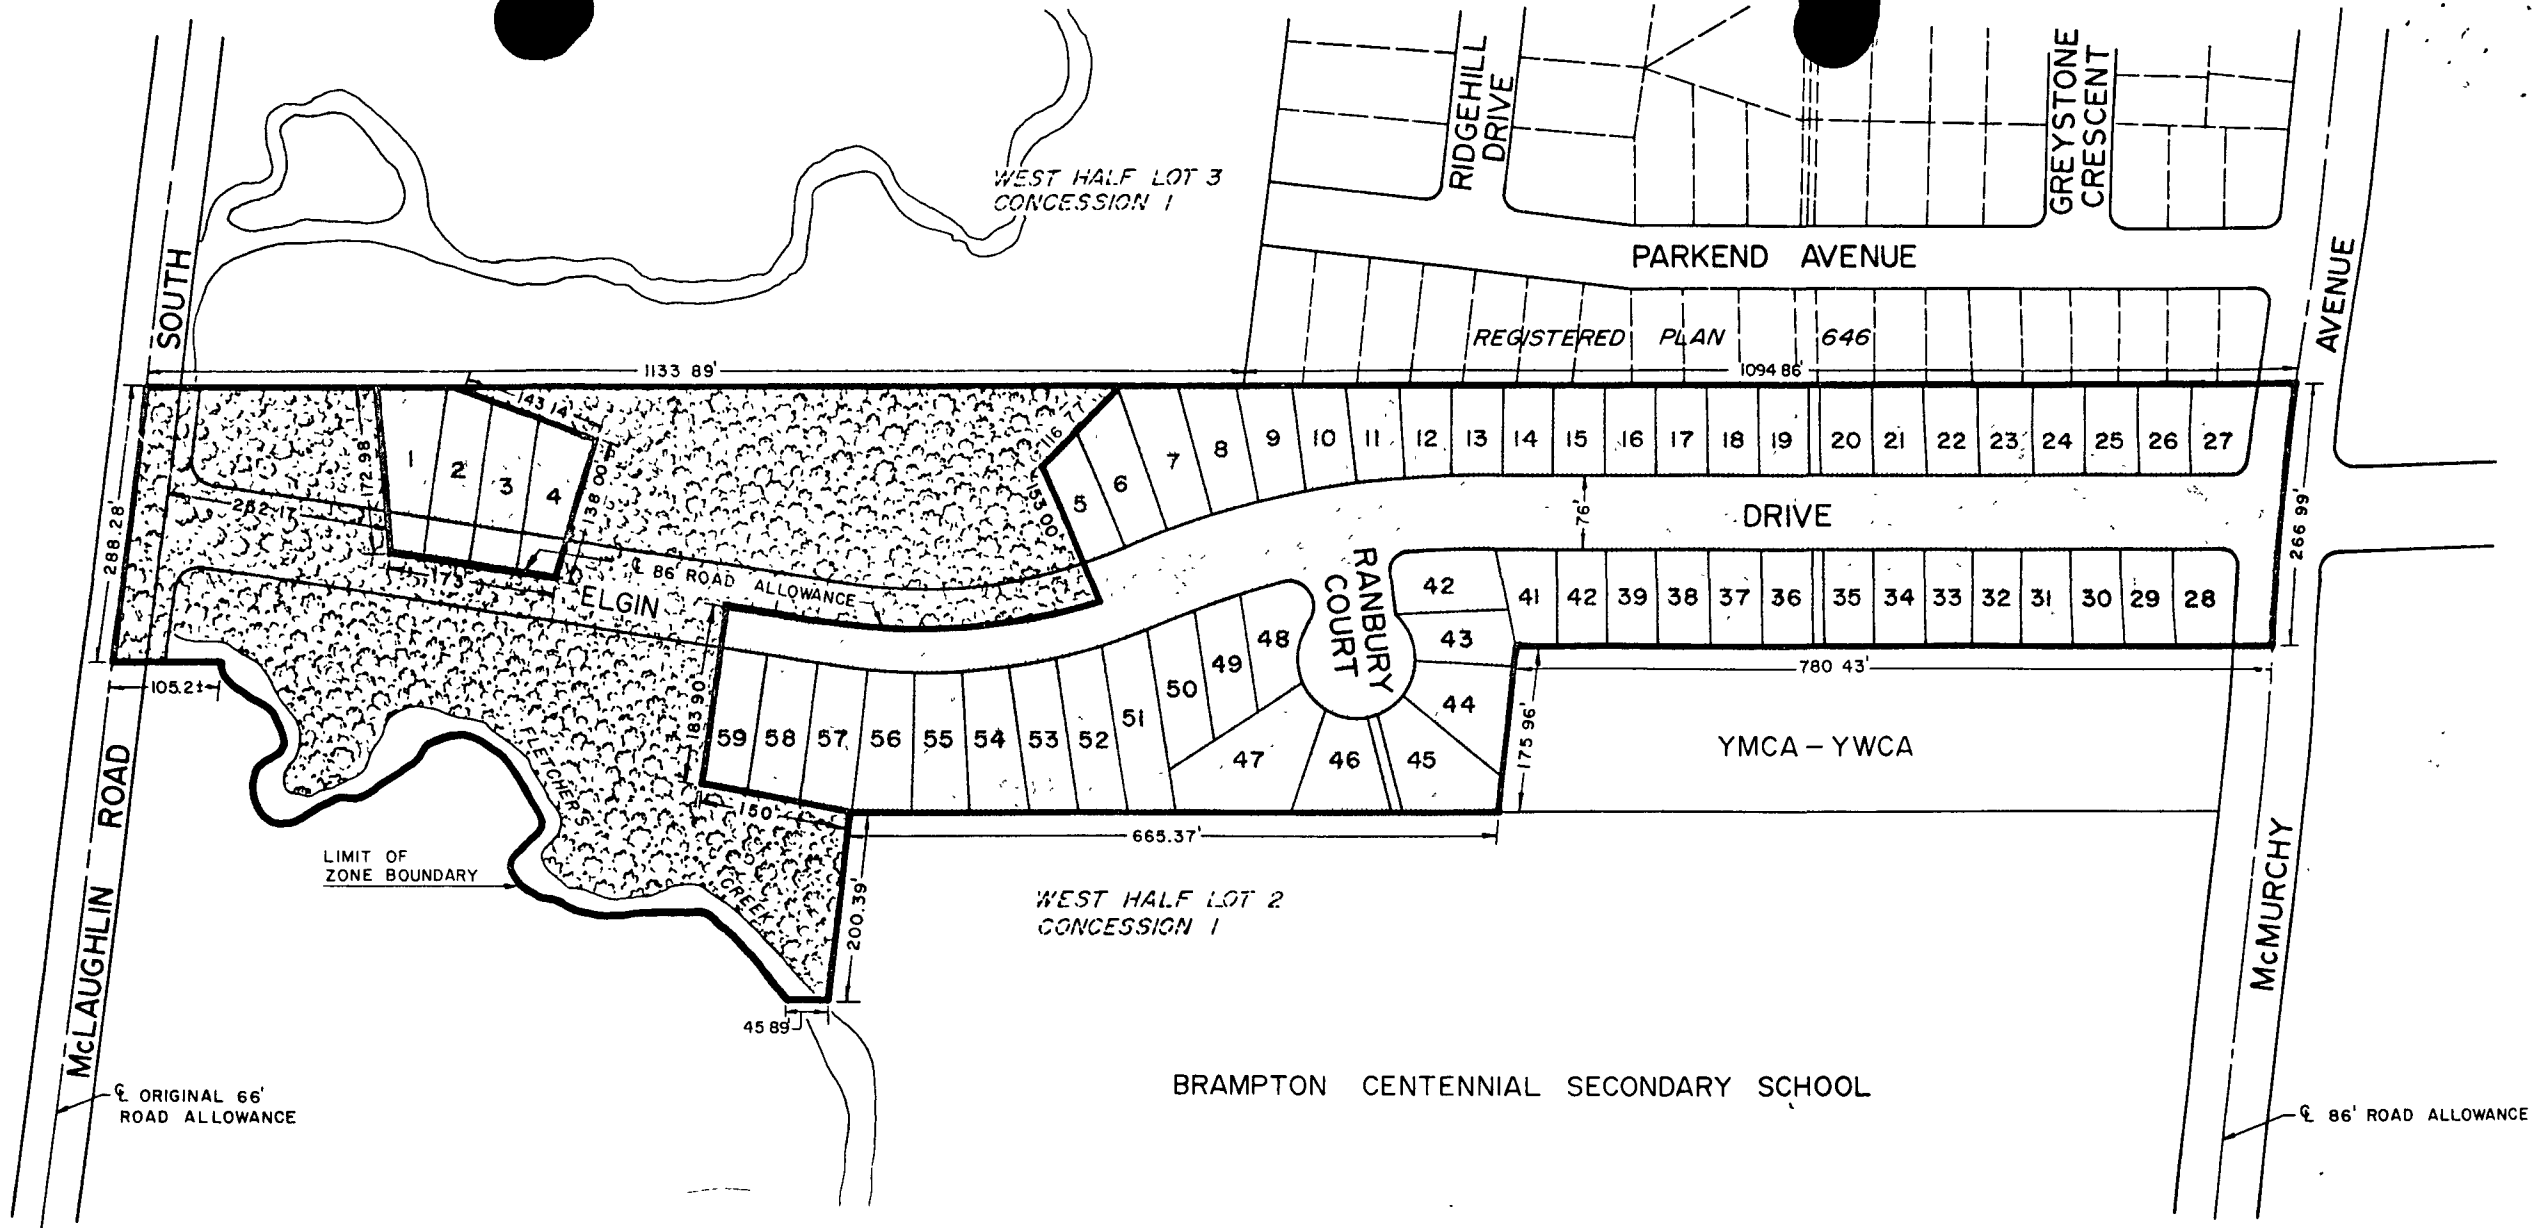 RIDGEHILL
DRIVE
GREYSTONE
CRESCENT
WEST HALF LOT 3
CONCESSION 1
PARKEND AVENUE
SOUTH
AVENUE
REGISTERED PLAN 646
1133 89'
1094 86'
143 14'
116 77'
172.98
138 00'
153 00'
288.28'
252.17
173'
1
2
3
4
5
6
7
8
9
10
11
12
13
14
15
16
17
18
19
20
21
22
23
24
25
26
27
76'
DRIVE
266 99'
℄ 86' ROAD ALLOWANCE
ELGIN
RANBURY
COURT
42
41
42
39
38
37
36
35
34
33
32
31
30
29
28
43
44
45
46
47
48
49
50
51
52
53
54
55
56
57
58
59
780 43'
105.2±
183 90'
175 96'
YMCA – YWCA
150'
665.37'
FLETCHER'S
CREEK
LIMIT OF
ZONE BOUNDARY
200.39'
45 89'
WEST HALF LOT 2
CONCESSION 1
McLAUGHLIN ROAD
McMURCHY
BRAMPTON CENTENNIAL SECONDARY SCHOOL
℄ ORIGINAL 66'
ROAD ALLOWANCE
℄ 86' ROAD ALLOWANCE